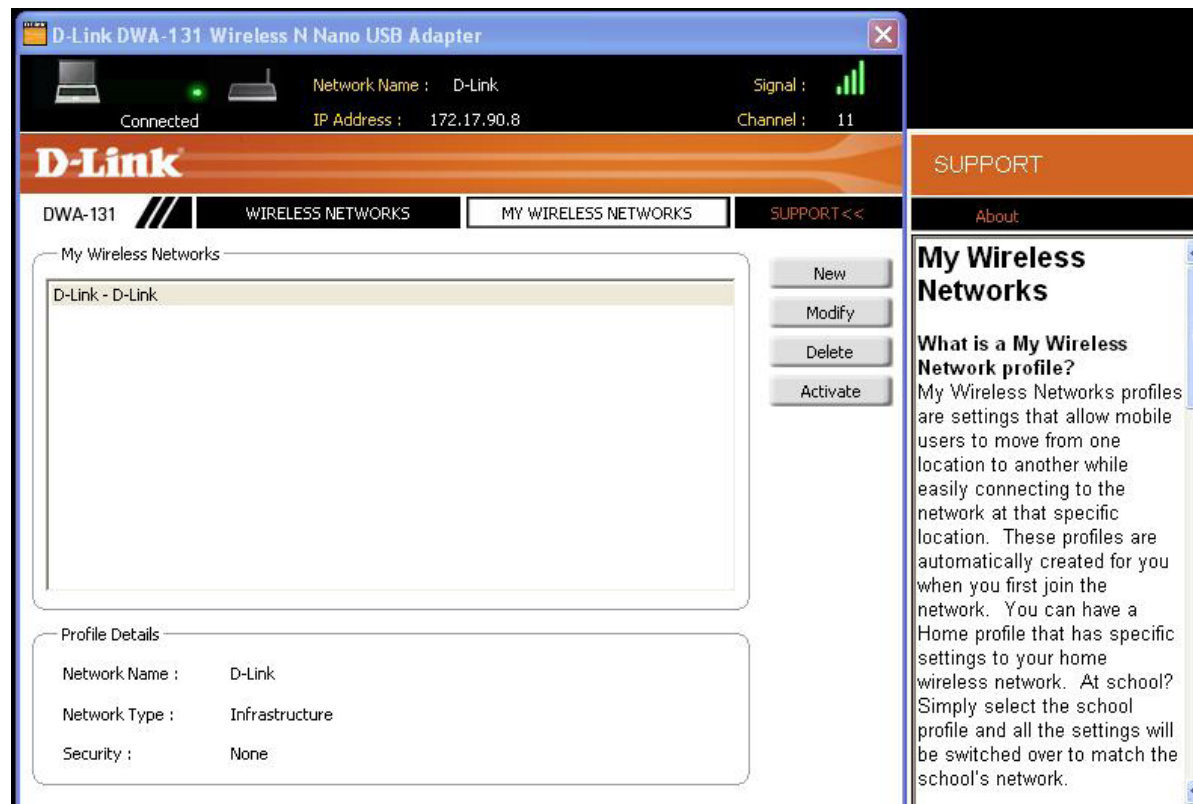 D-Link DWA-131 Wireless N Nano USB Adapter
Network Name : D-Link Signal :
Connected IP Address : 172.17.90.8 Channel : 11
D-Link
DWA-131 WIRELESS NETWORKS MY WIRELESS NETWORKS SUPPORT<<
My Wireless Networks
D-Link - D-Link
New
Modify
Delete
Activate
Profile Details
Network Name : D-Link
Network Type : Infrastructure
Security : None
SUPPORT
About
My Wireless
Networks
What is a My Wireless
Network profile?
My Wireless Networks profiles
are settings that allow mobile
users to move from one
location to another while
easily connecting to the
network at that specific
location. These profiles are
automatically created for you
when you first join the
network. You can have a
Home profile that has specific
settings to your home
wireless network. At school?
Simply select the school
profile and all the settings will
be switched over to match the
school's network.